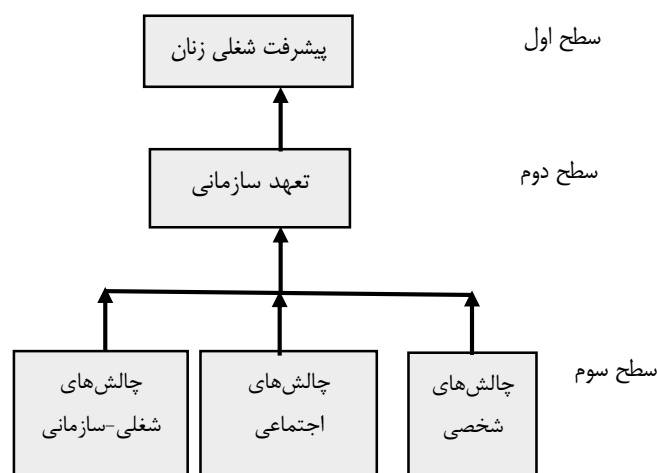 سطح اول
پیشرفت شغلی زنان
سطح دوم
تعهد سازمانی
سطح سوم
چالش‌های
شخصی
چالش‌های
اجتماعی
چالش‌های
شغلی-سازمانی